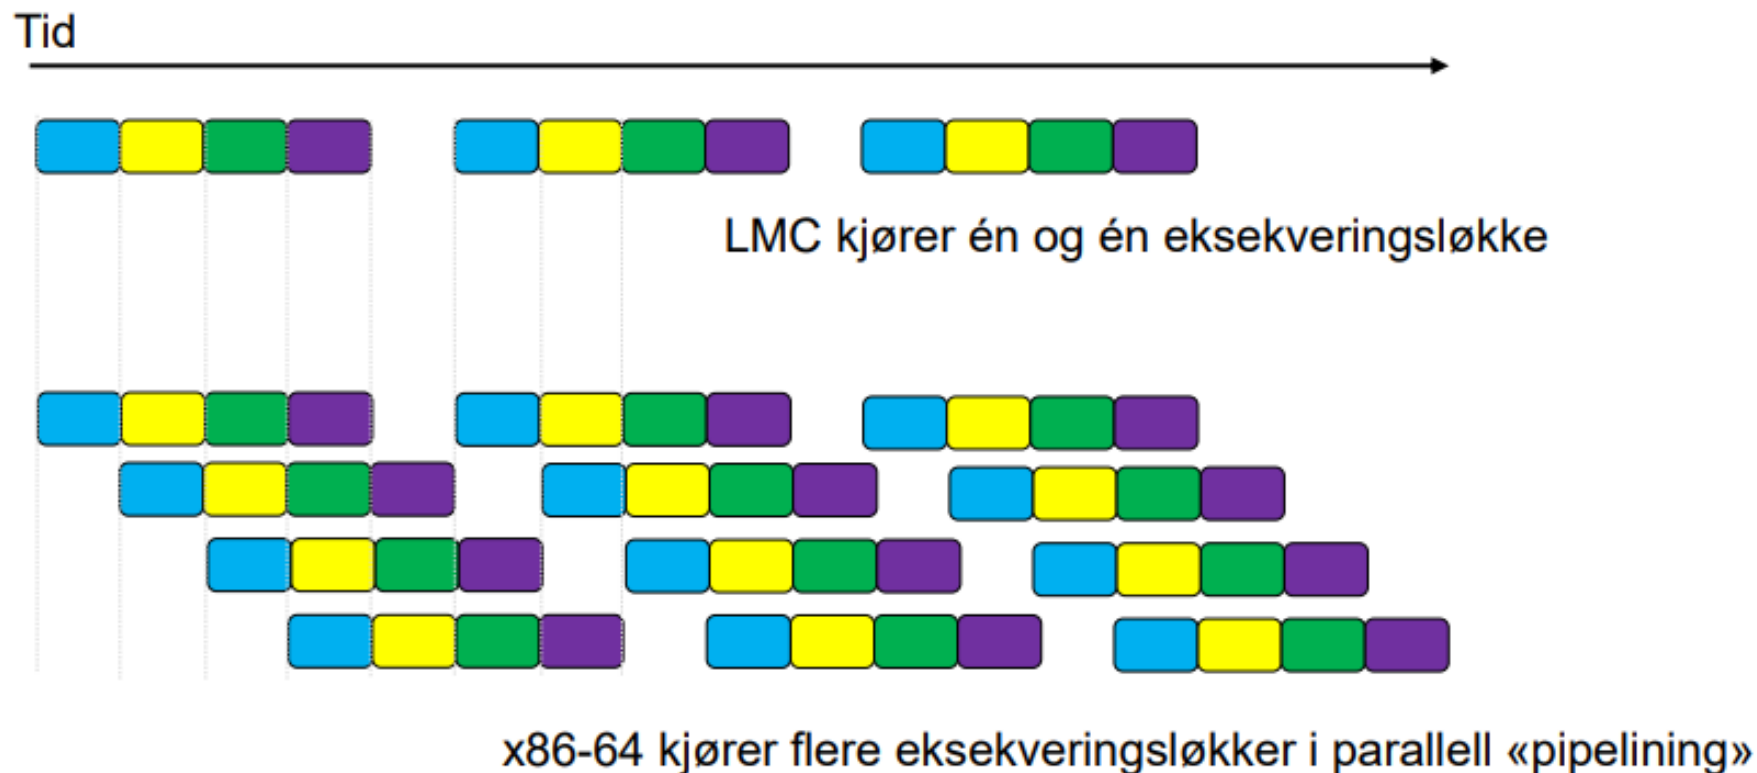 Tid
LMC kjører én og én eksekveringsløkke
x86-64 kjører flere eksekveringsløkker i parallell «pipelining»